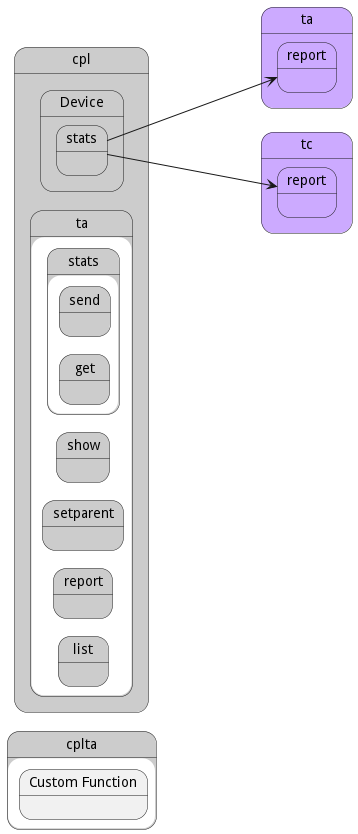 cpl
Device
stats
ta
stats
send
get
show
setparent
report
list
cplta
Custom Function
ta
report
tc
report